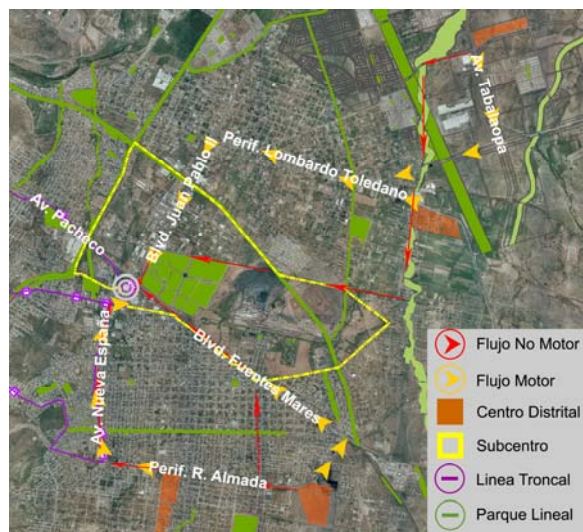 Av. Tabalaopa
Perif. Lombardo Toledano
Blvd. Juan Pablo II
Av. Pacheco
Blvd. Fuentes Mares
Av. Nueva España
Perif. R. Almada
Flujo No Motor
Flujo Motor
Centro Distrital
Subcentro
Linea Troncal
Parque Lineal